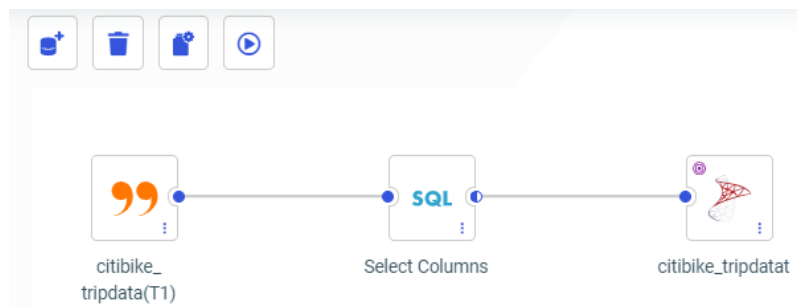 SQL
citibike_
tripdata(T1)
Select Columns
citibike_tripdatat